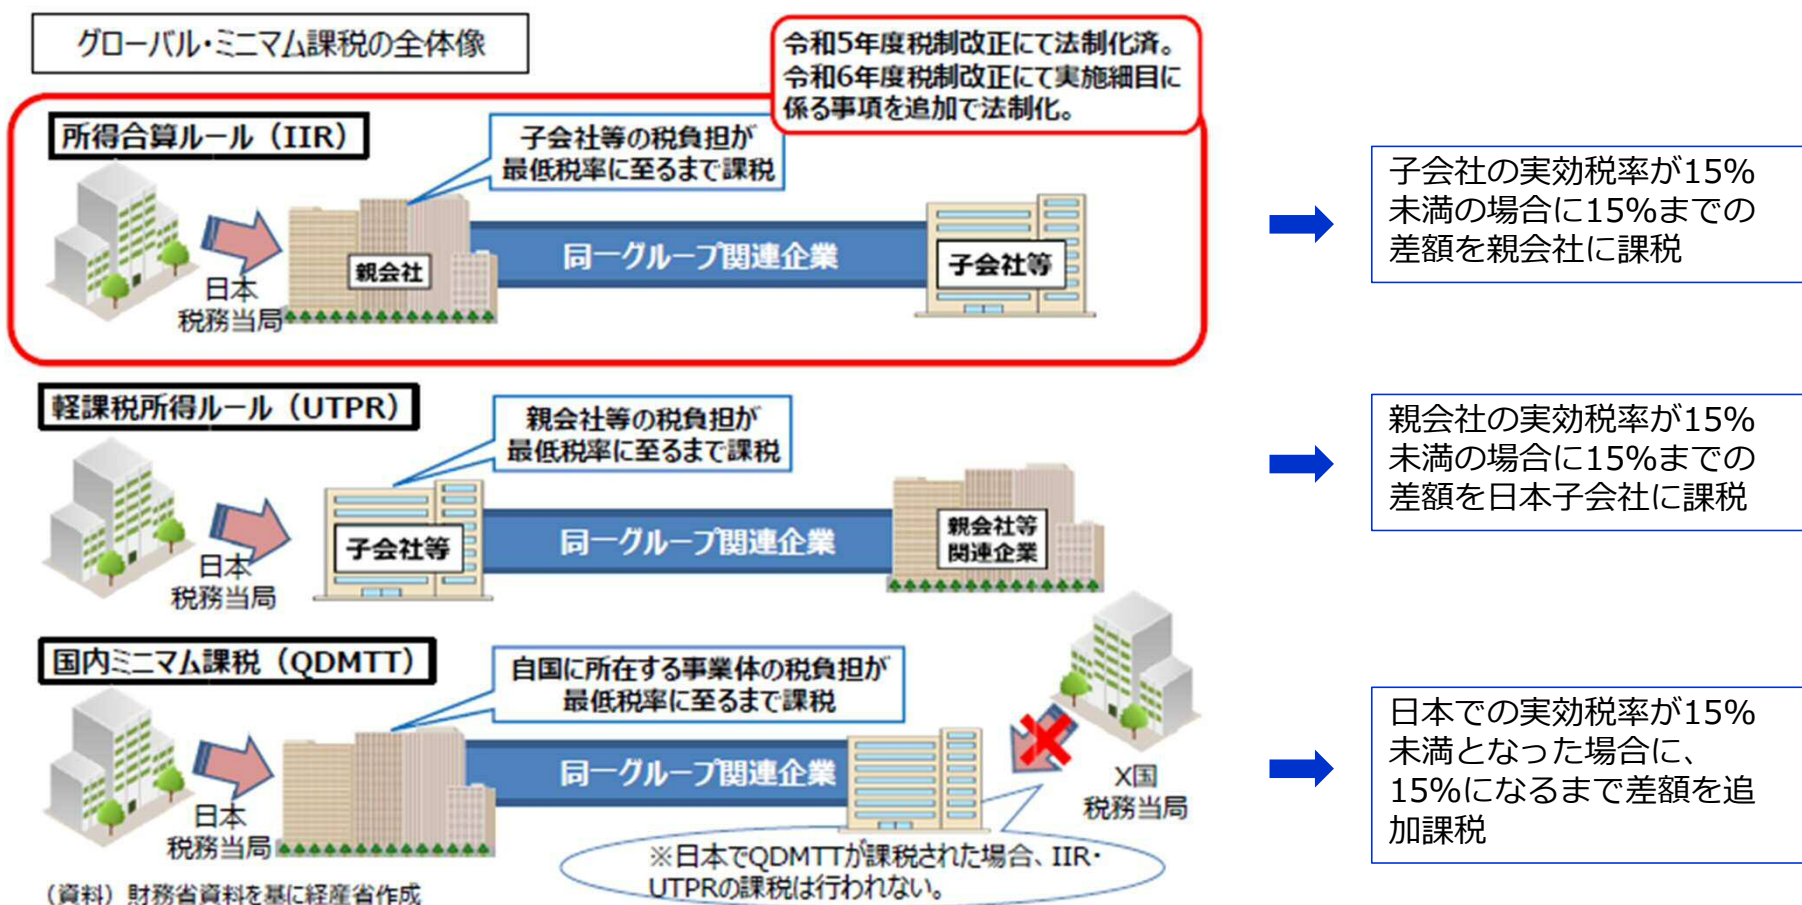 グローバル・ミニマム課税の全体像
令和5年度税制改正にて法制化済。
令和6年度税制改正にて実施細目に
係る事項を追加で法制化。
所得合算ルール（IIR）
子会社等の税負担が
最低税率に至るまで課税
日本
税務当局
親会社
同一グループ関連企業
子会社等
子会社の実効税率が15%
未満の場合に15%までの
差額を親会社に課税
軽課税所得ルール（UTPR）
親会社等の税負担が
最低税率に至るまで課税
日本
税務当局
子会社等
同一グループ関連企業
親会社等
関連企業
親会社の実効税率が15%
未満の場合に15%までの
差額を日本子会社に課税
国内ミニマム課税（QDMTT）
自国に所在する事業体の税負担が
最低税率に至るまで課税
日本
税務当局
同一グループ関連企業
X国
税務当局
※日本でQDMTTが課税された場合、IIR・
UTPRの課税は行われない。
日本での実効税率が15%
未満となった場合に、
15%になるまで差額を追
加課税
（資料）財務省資料を基に経産省作成